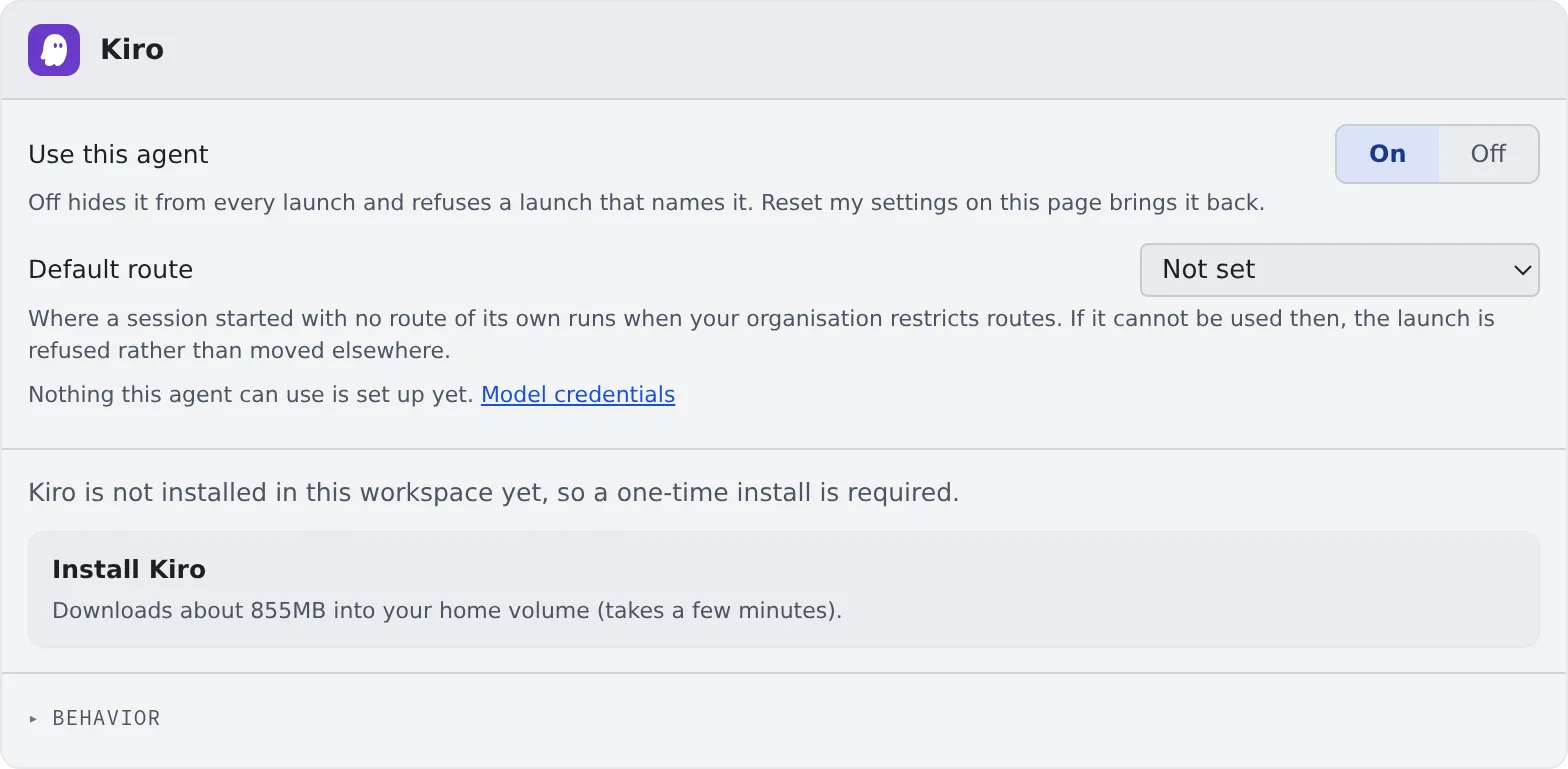 Kiro
Use this agent
On
Off
Off hides it from every launch and refuses a launch that names it. Reset my settings on this page brings it back.
Default route
Not set
Where a session started with no route of its own runs when your organisation restricts routes. If it cannot be used then, the launch is
refused rather than moved elsewhere.
Nothing this agent can use is set up yet. Model credentials
Kiro is not installed in this workspace yet, so a one-time install is required.
Install Kiro
Downloads about 855MB into your home volume (takes a few minutes).
BEHAVIOR